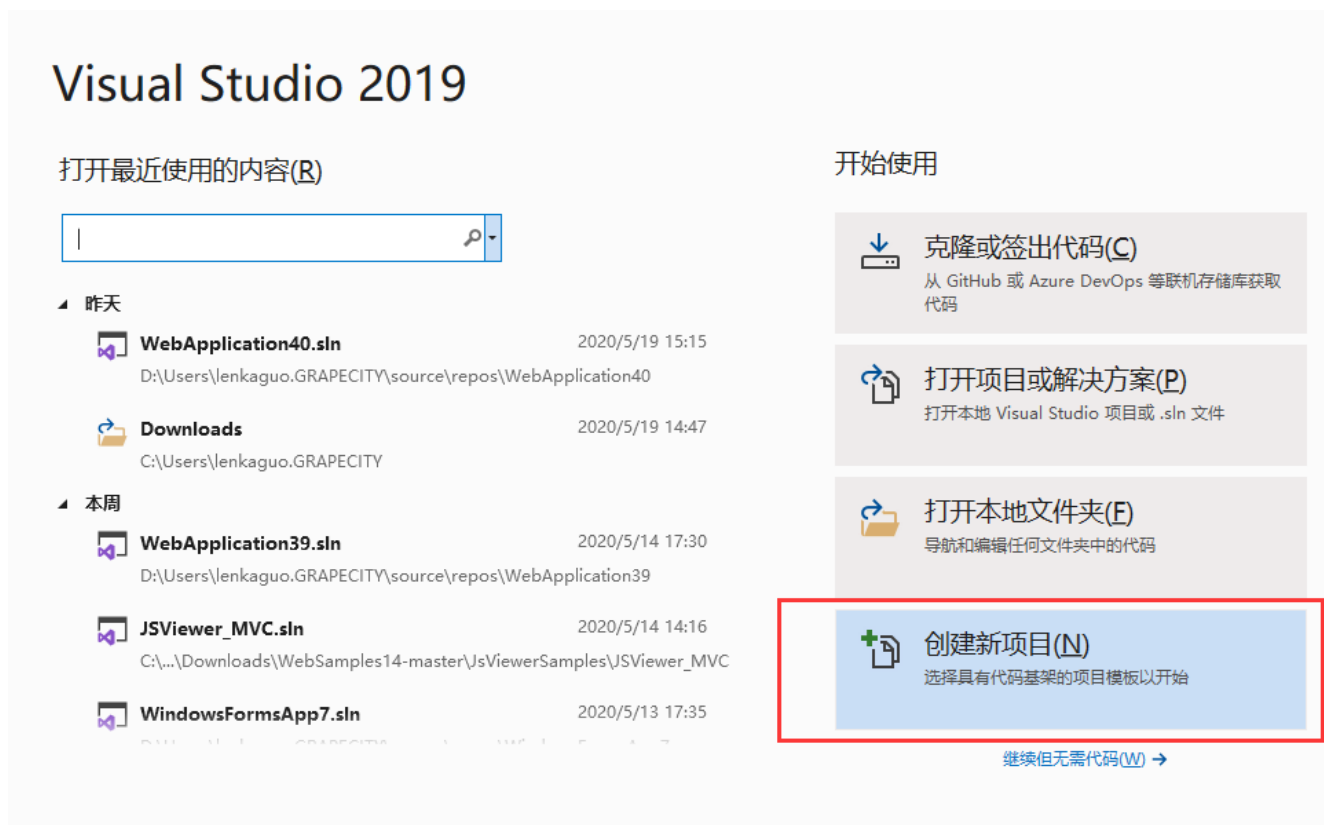 Visual Studio 2019
打开最近使用的内容(R)
昨天
WebApplication40.sln 2020/5/19 15:15
D:\Users\lenkaguo.GRAPECITY\source\repos\WebApplication40
Downloads 2020/5/19 14:47
C:\Users\lenkaguo.GRAPECITY
本周
WebApplication39.sln 2020/5/14 17:30
D:\Users\lenkaguo.GRAPECITY\source\repos\WebApplication39
JSViewer_MVC.sln 2020/5/14 14:16
C:\...\Downloads\WebSamples14-master\JsViewerSamples\JSViewer_MVC
WindowsFormsApp7.sln 2020/5/13 17:35
开始使用
克隆或签出代码(C)
从 GitHub 或 Azure DevOps 等联机存储库获取
代码
打开项目或解决方案(P)
打开本地 Visual Studio 项目或 .sln 文件
打开本地文件夹(F)
导航和编辑任何文件夹中的代码
创建新项目(N)
选择具有代码基架的项目模板以开始
继续但无需代码(W)